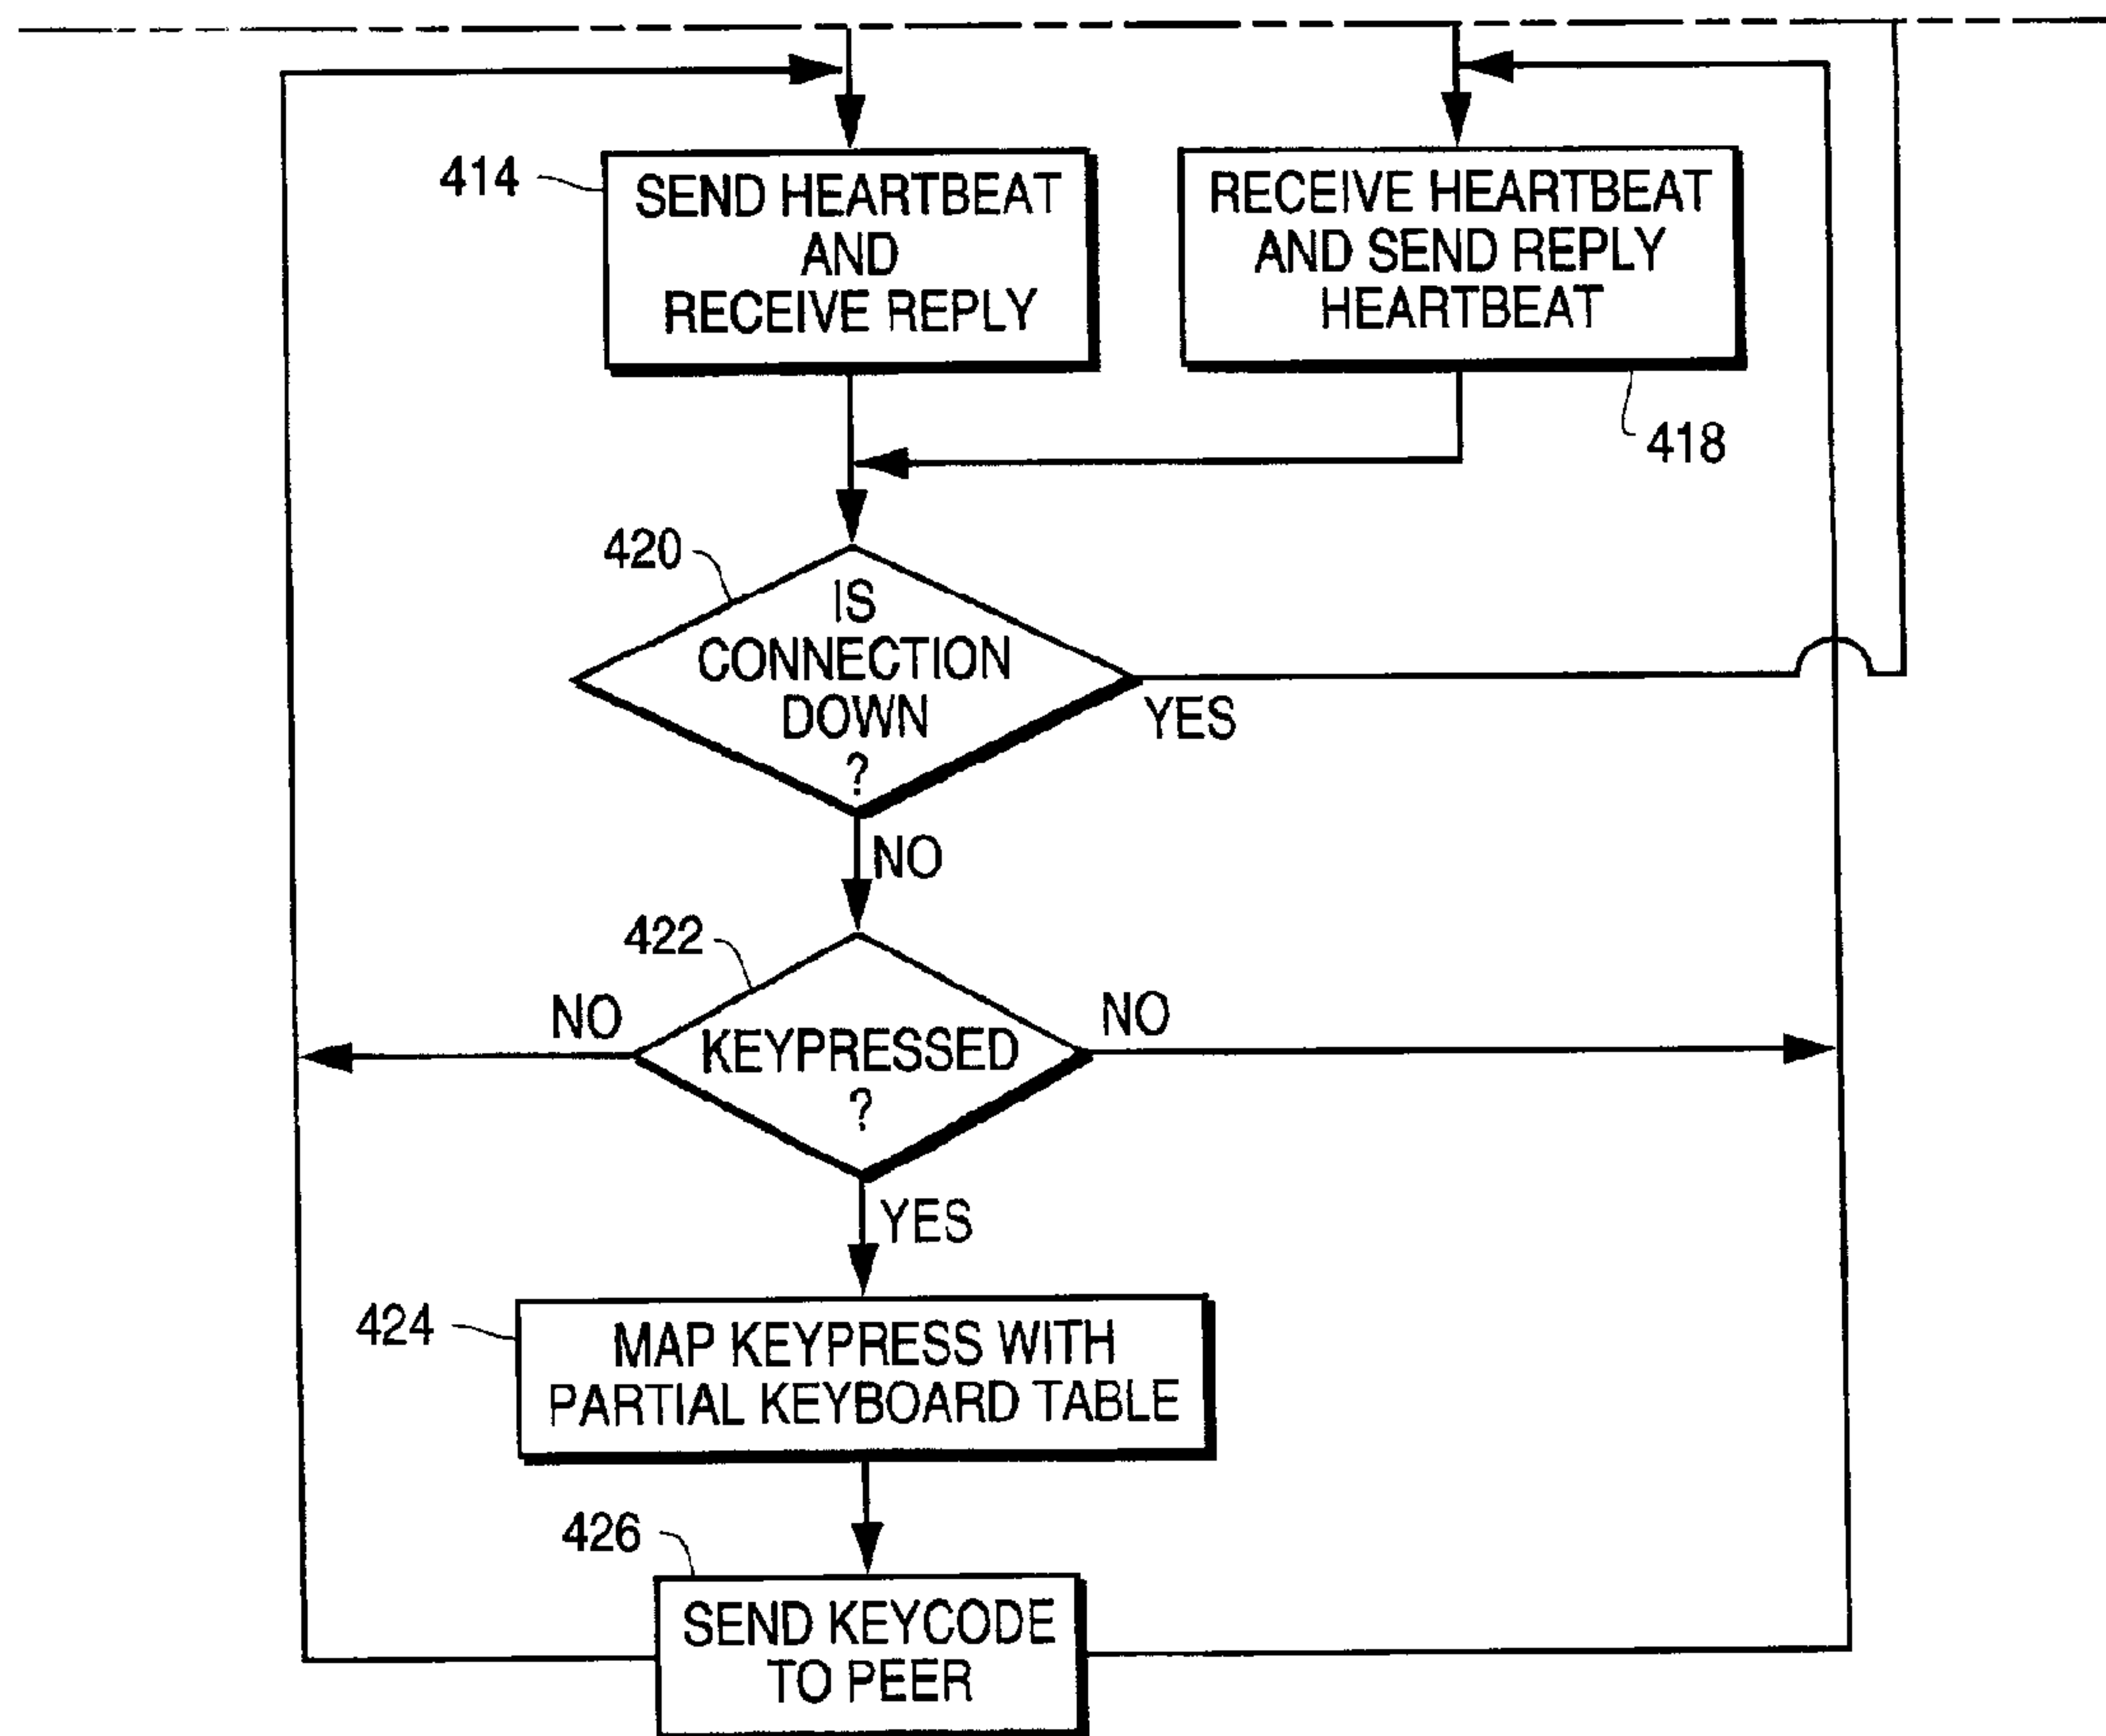 414
SEND HEARTBEAT
AND
RECEIVE REPLY
RECEIVE HEARTBEAT
AND SEND REPLY
HEARTBEAT
418
420
IS
CONNECTION
DOWN
?
YES
NO
422
NO
KEYPRESSED
?
NO
YES
424
MAP KEYPRESS WITH
PARTIAL KEYBOARD TABLE
426
SEND KEYCODE
TO PEER